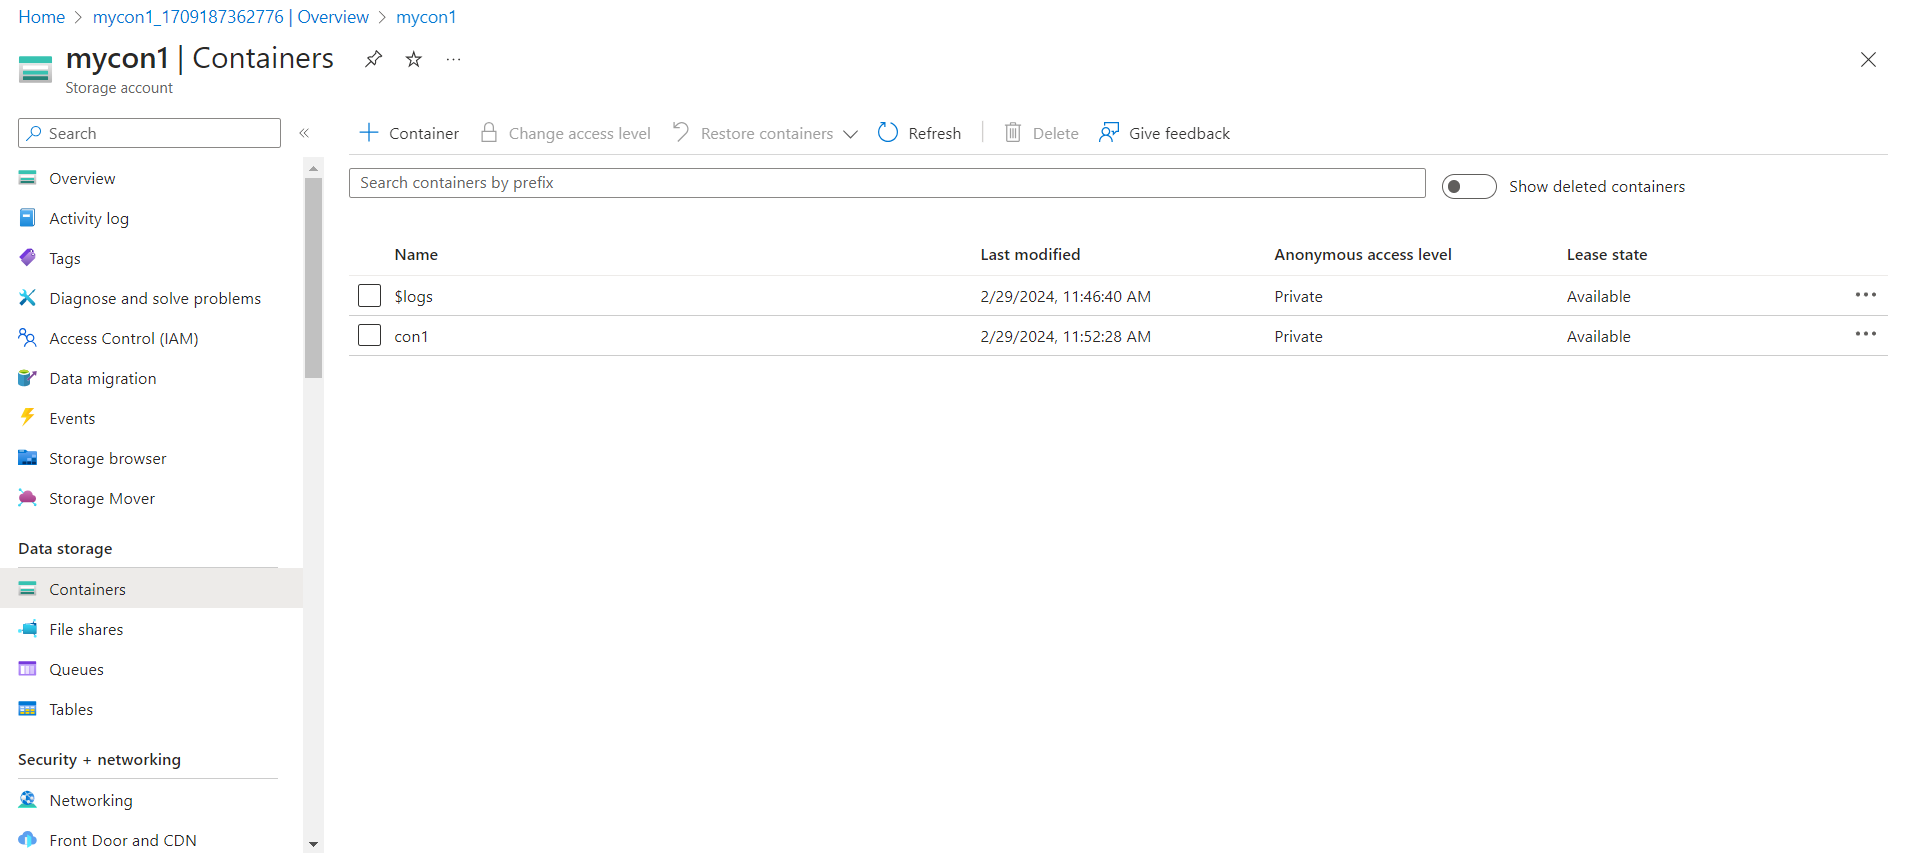 Home > mycon1_1709187362776 | Overview > mycon1
mycon1 | Containers ...
Storage account
Search
Container Change access level Restore containers Refresh Delete Give feedback
Search containers by prefix
Show deleted containers
Name Last modified Anonymous access level Lease state
$logs 2/29/2024, 11:46:40 AM Private Available
con1 2/29/2024, 11:52:28 AM Private Available
Overview
Activity log
Tags
Diagnose and solve problems
Access Control (IAM)
Data migration
Events
Storage browser
Storage Mover
Data storage
Containers
File shares
Queues
Tables
Security + networking
Networking
Front Door and CDN